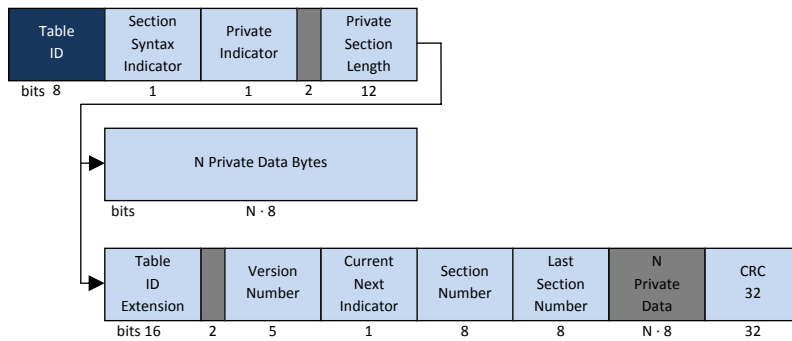 Table
ID
Section
Syntax
Indicator
Private
Indicator
Private
Section
Length
bits 8
1
1
2
12
N Private Data Bytes
bits
N · 8
Table
ID
Extension
Version
Number
Current
Next
Indicator
Section
Number
Last
Section
Number
N
Private
Data
CRC
32
bits 16
2
5
1
8
8
N · 8
32